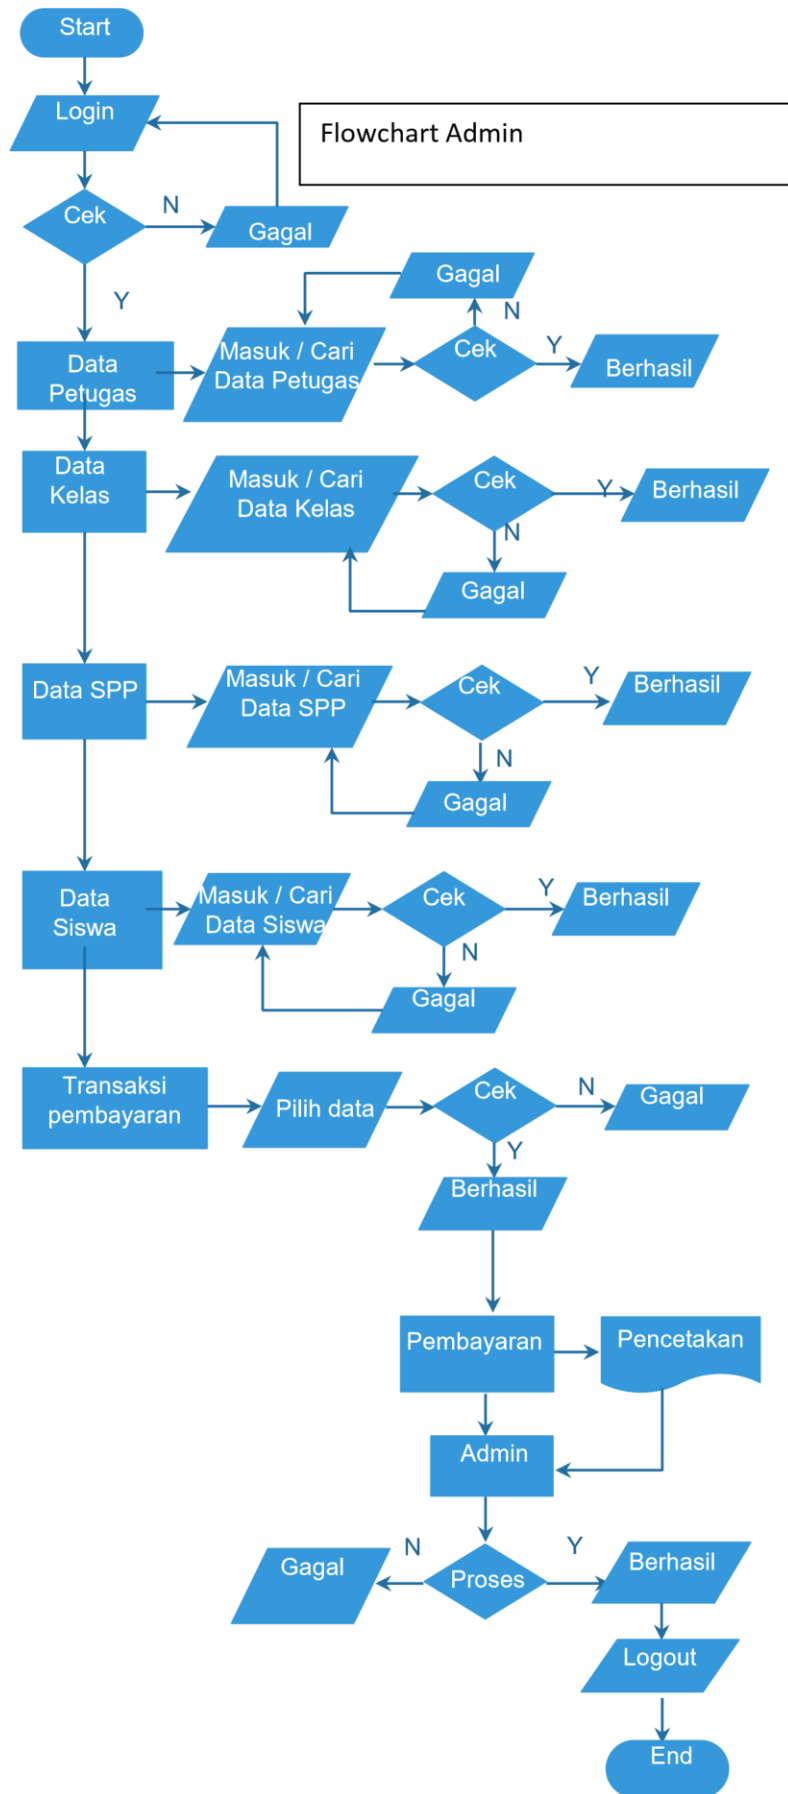 Start
Login
Flowchart Admin
Cek
N
Gagal
Y
Gagal
N
Data
Petugas
Masuk / Cari
Data Petugas
Cek
Y
Berhasil
Data
Kelas
Masuk / Cari
Data Kelas
Cek
Y
Berhasil
N
Gagal
Data SPP
Masuk / Cari
Data SPP
Cek
Y
Berhasil
N
Gagal
Data
Siswa
Masuk / Cari
Data Siswa
Cek
Y
Berhasil
N
Gagal
Transaksi
pembayaran
Pilih data
Cek
N
Gagal
Y
Berhasil
Pembayaran
Pencetakan
Admin
Gagal
N
Proses
Y
Berhasil
Logout
End